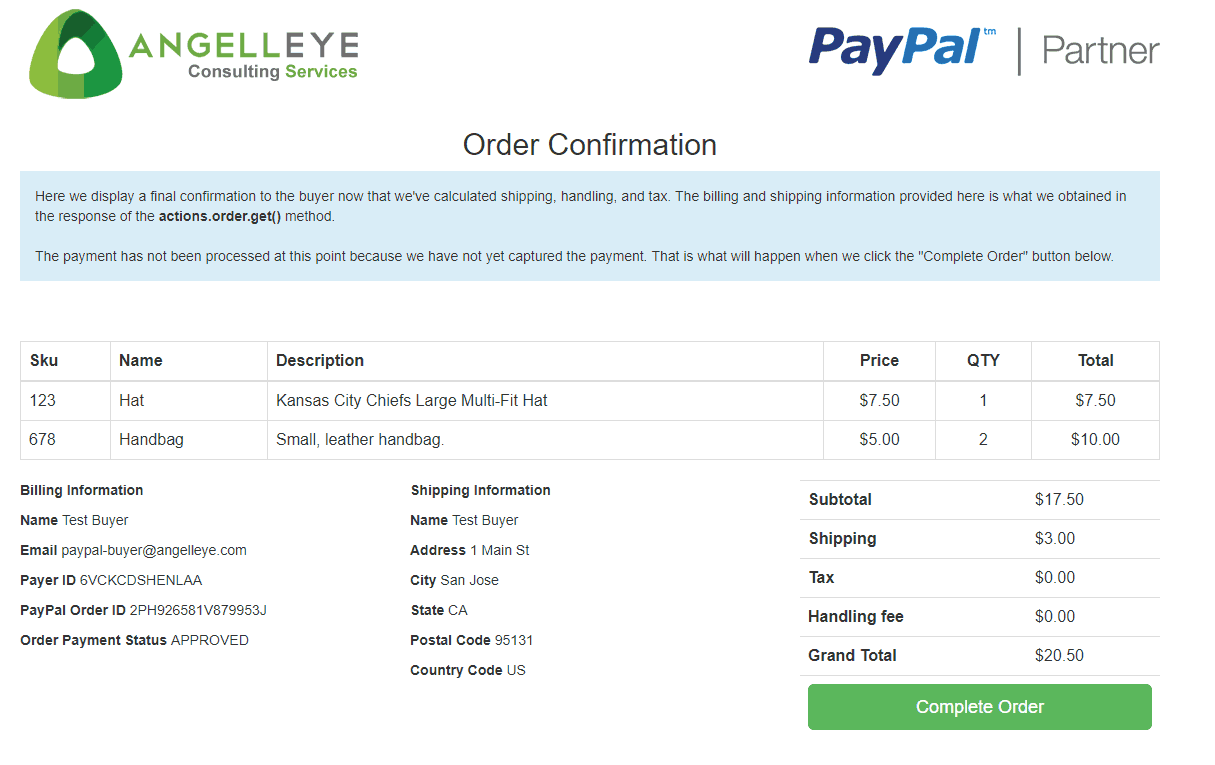 ANGELLEYE
Consulting Services
PayPal™ | Partner
Order Confirmation
Here we display a final confirmation to the buyer now that we've calculated shipping, handling, and tax. The billing and shipping information provided here is what we obtained in
the response of the actions.order.get() method.
The payment has not been processed at this point because we have not yet captured the payment. That is what will happen when we click the "Complete Order" button below.
Sku Name Description Price QTY Total
123 Hat Kansas City Chiefs Large Multi-Fit Hat $7.50 1 $7.50
678 Handbag Small, leather handbag. $5.00 2 $10.00
Billing Information
Name Test Buyer
Email paypal-buyer@angelleye.com
Payer ID 6VCKCDSHENLAA
PayPal Order ID 2PH926581V879953J
Order Payment Status APPROVED
Shipping Information
Name Test Buyer
Address 1 Main St
City San Jose
State CA
Postal Code 95131
Country Code US
Subtotal $17.50
Shipping $3.00
Tax $0.00
Handling fee $0.00
Grand Total $20.50
Complete Order